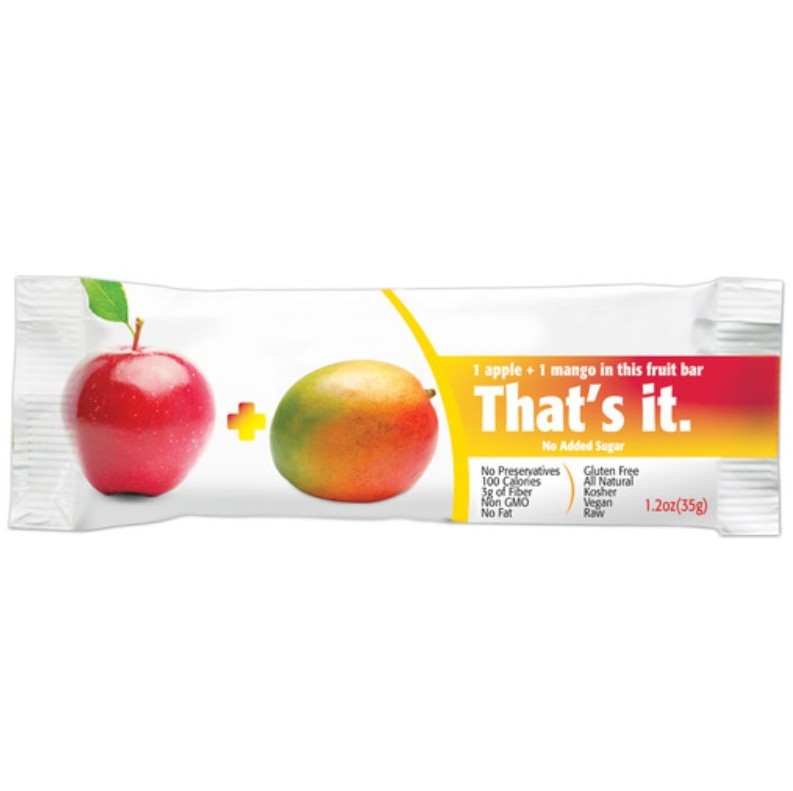 1 apple + 1 mango in this fruit bar
That's it.
No Added Sugar
No Preservatives
100 Calories
3g of Fiber
Non GMO
No Fat
Gluten Free
All Natural
Kosher
Vegan
Raw
1.2oz(35g)